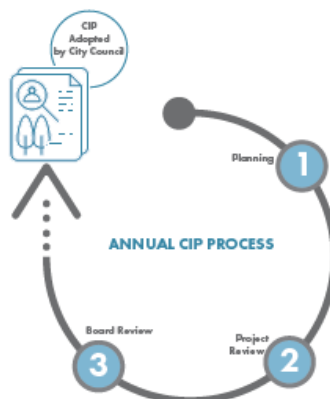 CIP
Adopted
by City Council
Planning
1
ANNUAL CIP PROCESS
Board Review
3
Project
Review
2